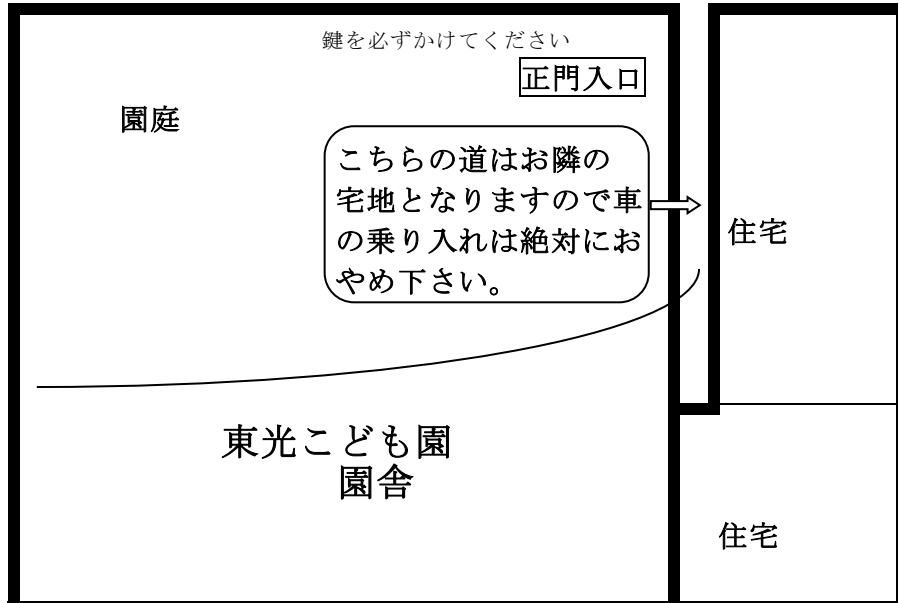 鍵を必ずかけてください
正門入口
園庭
こちらの道はお隣の
宅地となりますので車
の乗り入れは絶対にお
やめ下さい。
住宅
東光こども園
園舎
住宅